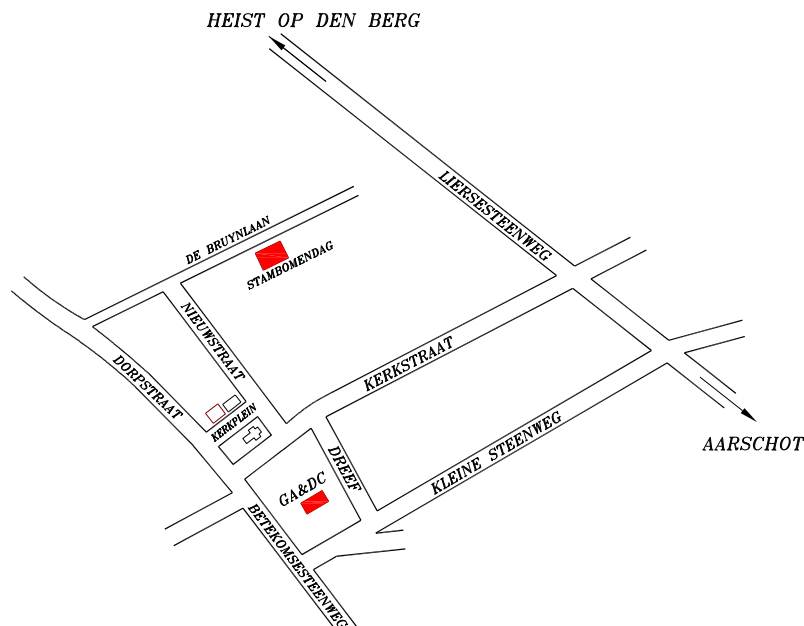 HEIST OP DEN BERG
LIERSESTEENWEG
DE BRUYNLAAN
STAMBOMENDAG
NIEUWSTRAAT
DORPSTRAAT
KERKSTRAAT
KERKPLEIN
AARSCHOT
DREEF
KLEINE STEENWEG
GA&DC
BETEKOMSESTEENWEG